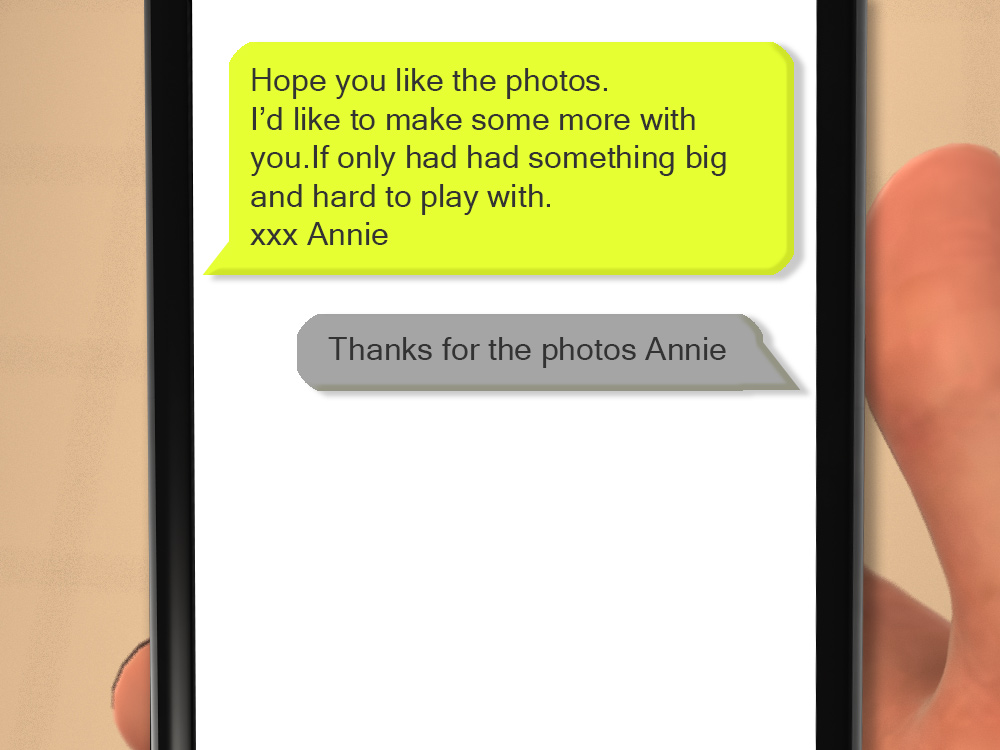 Hope you like the photos.
I’d like to make some more with
you.If only had had something big
and hard to play with.
xxx Annie
Thanks for the photos Annie